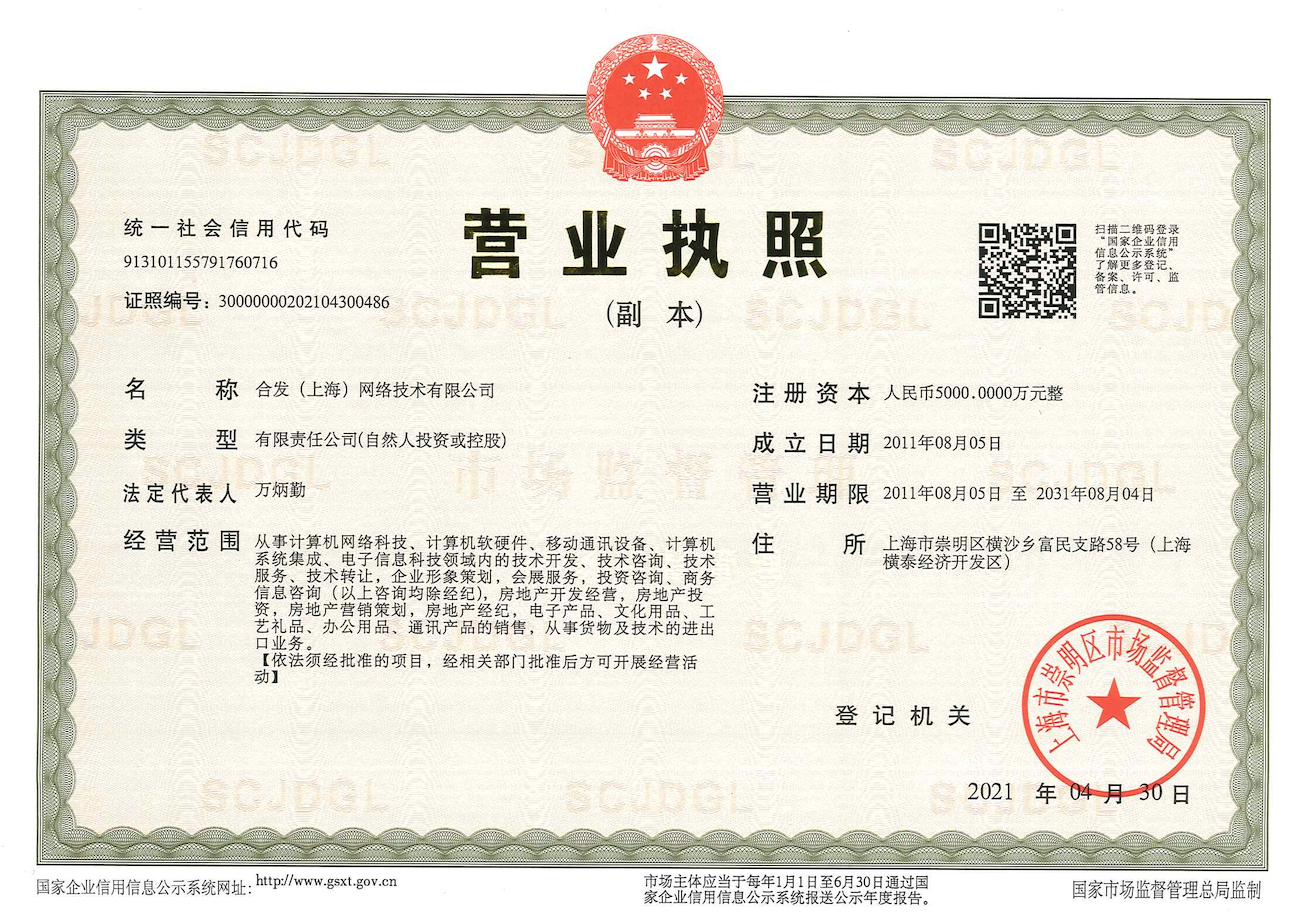 统一社会信用代码
913101155791760716
证照编号：30000000202104300486
营业执照
(副 本)
扫描二维码登录
“国家企业信用
信息公示系统”
了解更多登记、
备案、许可、监
管信息。
名称 合发（上海）网络技术有限公司
类型 有限责任公司(自然人投资或控股)
法定代表人 万炳勤
经营范围 从事计算机网络科技、计算机软硬件、移动通讯设备、计算机
系统集成、电子信息科技领域内的技术开发、技术咨询、技术
服务、技术转让，企业形象策划，会展服务，投资咨询、商务
信息咨询（以上咨询均除经纪)，房地产开发经营，房地产投
资，房地产营销策划，房地产经纪，电子产品、文化用品、工
艺礼品、办公用品、通讯产品的销售，从事货物及技术的进出
口业务。
【依法须经批准的项目，经相关部门批准后方可开展经营活
动】
注册资本 人民币5000.0000万元整
成立日期 2011年08月05日
营业期限 2011年08月05日 至 2031年08月04日
住所 上海市崇明区横沙乡富民支路58号（上海
横泰经济开发区）
登记机关
上海市崇明区市场监督管理局
2021 年 04 月 30 日
国家企业信用信息公示系统网址：http://www.gsxt.gov.cn
市场主体应当于每年1月1日至6月30日通过国
家企业信用信息公示系统报送公示年度报告。
国家市场监督管理总局监制
SCJDGL
市场监督管理